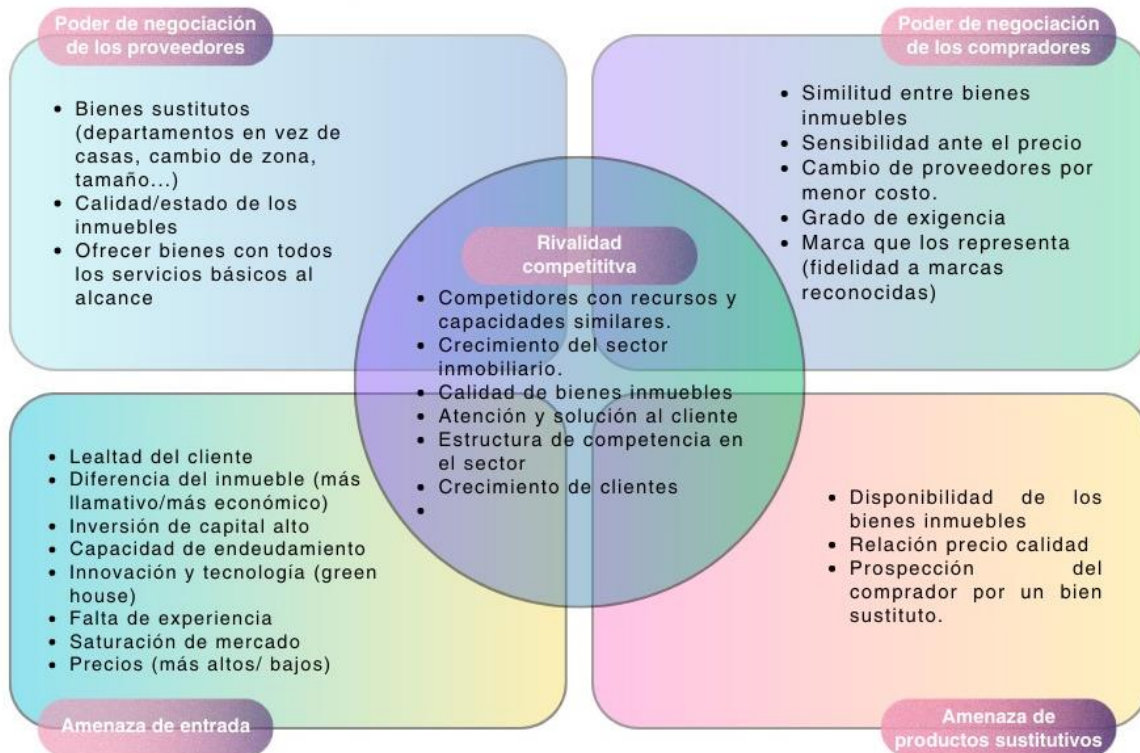 Poder de negociación
de los proveedores
• Bienes sustitutos
(departamentos en vez de
casas, cambio de zona,
tamaño...)
• Calidad/estado de los
inmuebles
• Ofrecer bienes con todos
los servicios básicos al
alcance
Poder de negociación
de los compradores
• Similitud entre bienes
inmuebles
• Sensibilidad ante el precio
• Cambio de proveedores por
menor costo.
• Grado de exigencia
• Marca que los representa
(fidelidad a marcas
reconocidas)
Rivalidad
competititva
• Competidores con recursos y
capacidades similares.
• Crecimiento del sector
inmobiliario.
• Calidad de bienes inmuebles
• Atención y solución al cliente
• Estructura de competencia en
el sector
• Crecimiento de clientes
•
• Lealtad del cliente
• Diferencia del inmueble (más
llamativo/más económico)
• Inversión de capital alto
• Capacidad de endeudamiento
• Innovación y tecnología (green
house)
• Falta de experiencia
• Saturación de mercado
• Precios (más altos/ bajos)
Amenaza de entrada
• Disponibilidad de los
bienes inmuebles
• Relación precio calidad
• Prospección del
comprador por un bien
sustituto.
Amenaza de
productos sustitutivos